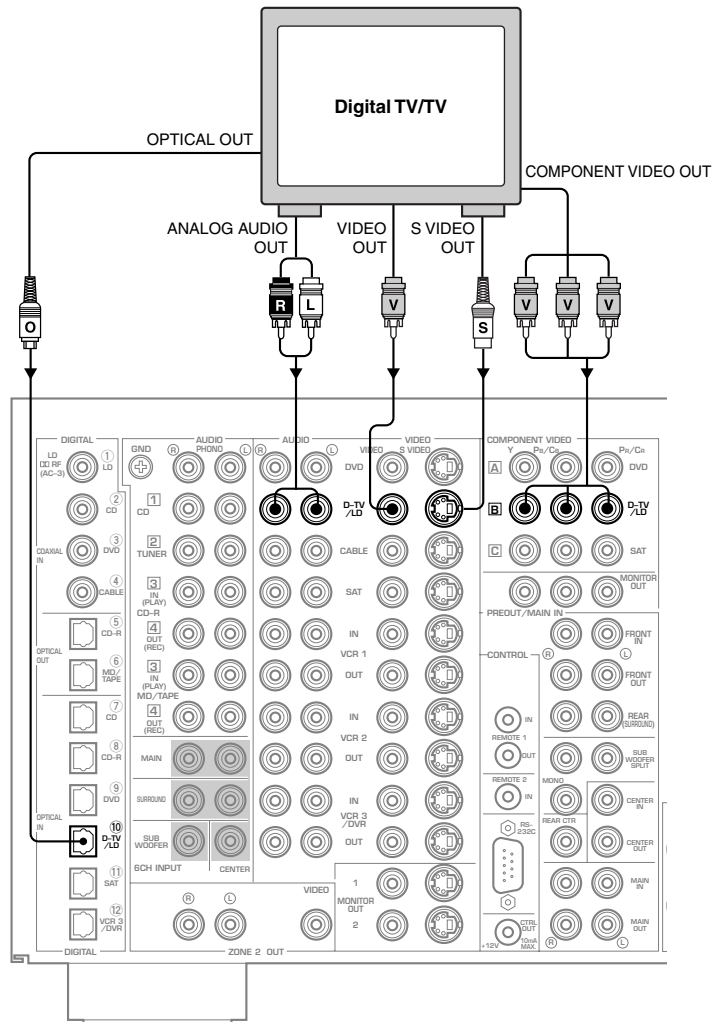 Digital TV/TV
OPTICAL OUT
COMPONENT VIDEO OUT
ANALOG AUDIO OUT
VIDEO OUT
S VIDEO OUT
O
R L
V
S
V V V
DIGITAL
LD
RF
(AC-3)
① LD
② CD
COAXIAL IN
③ DVD
④ CABLE
OPTICAL OUT
⑤ CD-R
⑥ MD/TAPE
⑦ CD
⑧ CD-R
OPTICAL IN
⑨ DVD
⑩ D-TV/LD
⑪ SAT
⑫ VCR 3/DVR
DIGITAL
GND
AUDIO
R PHONO L
1 CD
2 TUNER
3 IN (PLAY)
CD-R
4 OUT (REC)
3 IN (PLAY)
MD/TAPE
4 OUT (REC)
MAIN
SURROUND
SUB WOOFER
6CH INPUT
CENTER
R L
VIDEO
ZONE 2 OUT
AUDIO
R L
VIDEO
VIDEO S VIDEO
DVD
D-TV/LD
CABLE
SAT
IN
VCR 1
OUT
IN
VCR 2
OUT
IN
VCR 3/DVR
OUT
1
MONITOR OUT
2
COMPONENT VIDEO
Y PB/CB PR/CR
A DVD
B D-TV/LD
C SAT
MONITOR OUT
PREOUT/MAIN IN
FRONT IN
R L
FRONT OUT
REAR (SURROUND)
SUB WOOFER SPLIT
MONO
CENTER IN
REAR CTR
CENTER OUT
MAIN IN
MAIN OUT
R L
CONTROL
IN
REMOTE 1
OUT
REMOTE 2
IN
RS-232C
CTRL OUT
+12V
10mA MAX.